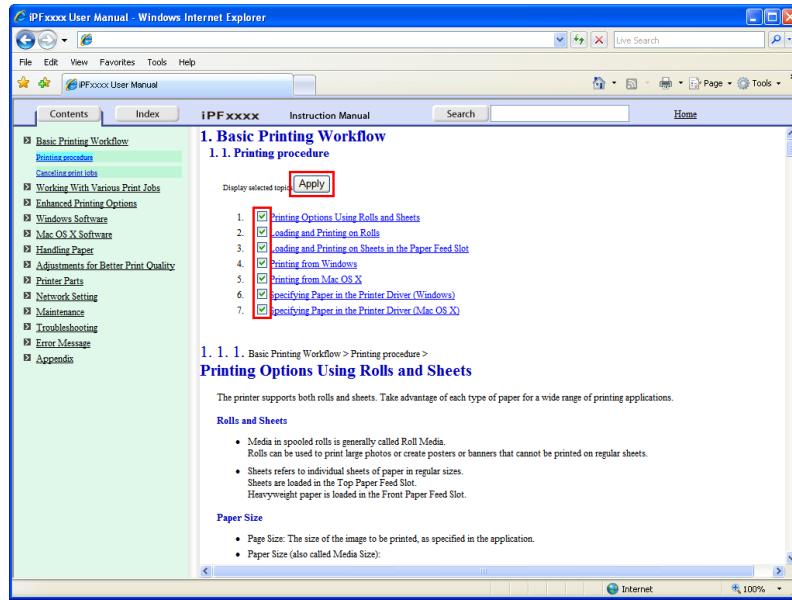 iPFxxxx User Manual - Windows Internet Explorer
Live Search
File Edit View Favorites Tools Help
iPFxxxx User Manual
Page Tools
Contents Index iPFxxxx Instruction Manual Search Home
Basic Printing Workflow
Printing procedure
Canceling print jobs
Working With Various Print Jobs
Enhanced Printing Options
Windows Software
Mac OS X Software
Handling Paper
Adjustments for Better Print Quality
Printer Parts
Network Setting
Maintenance
Troubleshooting
Error Message
Appendix
1. Basic Printing Workflow
1. 1. Printing procedure
Display selected topics Apply
1. Printing Options Using Rolls and Sheets
2. Loading and Printing on Rolls
3. Loading and Printing on Sheets in the Paper Feed Slot
4. Printing from Windows
5. Printing from Mac OS X
6. Specifying Paper in the Printer Driver (Windows)
7. Specifying Paper in the Printer Driver (Mac OS X)
1. 1. 1. Basic Printing Workflow > Printing procedure >
Printing Options Using Rolls and Sheets
The printer supports both rolls and sheets. Take advantage of each type of paper for a wide range of printing applications.
Rolls and Sheets
• Media in spooled rolls is generally called Roll Media.
Rolls can be used to print large photos or create posters or banners that cannot be printed on regular sheets.
• Sheets refers to individual sheets of paper in regular sizes.
Sheets are loaded in the Top Paper Feed Slot.
Heavyweight paper is loaded in the Front Paper Feed Slot.
Paper Size
• Page Size: The size of the image to be printed, as specified in the application.
• Paper Size (also called Media Size):
Internet 100%